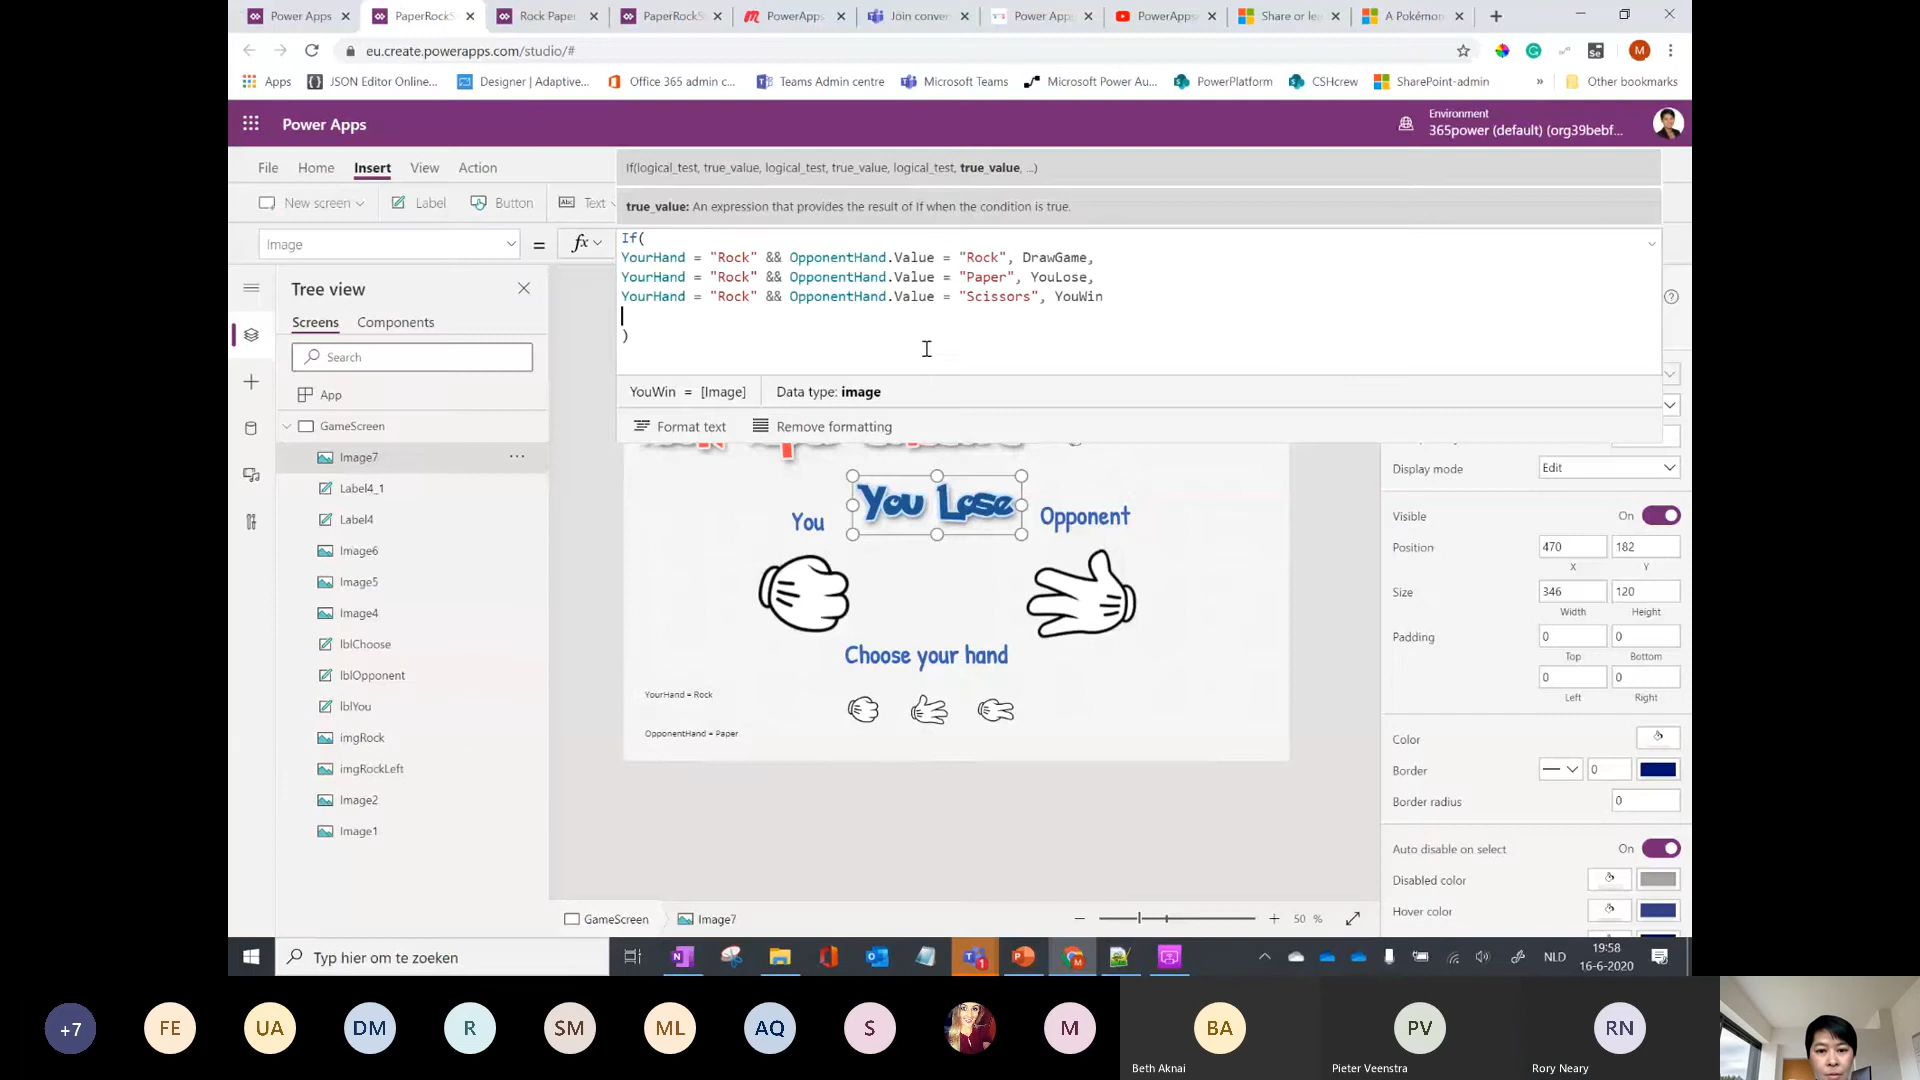 Power Apps
PaperRockS
Rock Paper
PaperRockS
PowerApps
Join conver
Power App
PowerApps
Share or le
A Pokémon
eu.create.powerapps.com/studio/#
M
Apps
JSON Editor Online...
Designer | Adaptive...
Office 365 admin c...
Teams Admin centre
Microsoft Teams
Microsoft Power Au...
PowerPlatform
CSHcrew
SharePoint-admin
»
Other bookmarks
Power Apps
Environment
365power (default) (org39bebf...
File
Home
Insert
View
Action
If(logical_test, true_value, logical_test, true_value, logical_test, true_value, ...)
New screen
Label
Button
Abc
Text
true_value: An expression that provides the result of If when the condition is true.
Image
=
fx
If(
YourHand = "Rock" && OpponentHand.Value = "Rock", DrawGame,
YourHand = "Rock" && OpponentHand.Value = "Paper", YouLose,
YourHand = "Rock" && OpponentHand.Value = "Scissors", YouWin
)
YouWin = [Image]
Data type: image
Format text
Remove formatting
Tree view
Screens
Components
Search
App
GameScreen
Image7
...
Label4_1
Label4
Image6
Image5
Image4
lblChoose
lblOpponent
lblYou
imgRock
imgRockLeft
Image2
Image1
You Lose
You
Opponent
Choose your hand
YourHand = Rock
OpponentHand = Paper
Display mode
Edit
Visible
On
Position
470
182
X
Y
Size
346
120
Width
Height
Padding
0
0
Top
Bottom
0
0
Left
Right
Color
Border
0
Border radius
0
Auto disable on select
On
Disabled color
Hover color
GameScreen
Image7
50 %
Typ hier om te zoeken
1
NLD
19:58
16-6-2020
+7
FE
UA
DM
R
SM
ML
AQ
S
M
BA
Beth Aknai
PV
Pieter Veenstra
RN
Rory Neary